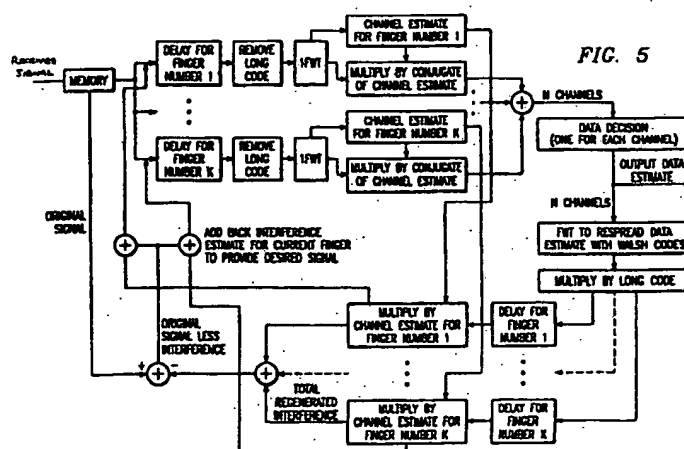 FIG. 5
RECEIVED
SIGNAL
MEMORY
DELAY FOR
FINGER
NUMBER 1
REMOVE
LONG
CODE
IFWT
CHANNEL ESTIMATE
FOR FINGER NUMBER 1
MULTIPLY BY CONJUGATE
OF CHANNEL ESTIMATE
DELAY FOR
FINGER
NUMBER K
REMOVE
LONG
CODE
IFWT
CHANNEL ESTIMATE
FOR FINGER NUMBER K
MULTIPLY BY CONJUGATE
OF CHANNEL ESTIMATE
N CHANNELS
DATA DECISION
(ONE FOR EACH CHANNEL)
OUTPUT DATA
ESTIMATE
N CHANNELS
FWT TO RESPREAD DATA
ESTIMATE WITH WALSH CODES
MULTIPLY BY LONG CODE
ORIGINAL
SIGNAL
ADD BACK INTERFERENCE
ESTIMATE FOR CURRENT FINGER
TO PROVIDE DESIRED SIGNAL
ORIGINAL
SIGNAL LESS
INTERFERENCE
MULTIPLY BY
CHANNEL ESTIMATE FOR
FINGER NUMBER 1
DELAY FOR
FINGER
NUMBER 1
TOTAL
REGENERATED
INTERFERENCE
MULTIPLY BY
CHANNEL ESTIMATE FOR
FINGER NUMBER K
DELAY FOR
FINGER
NUMBER K